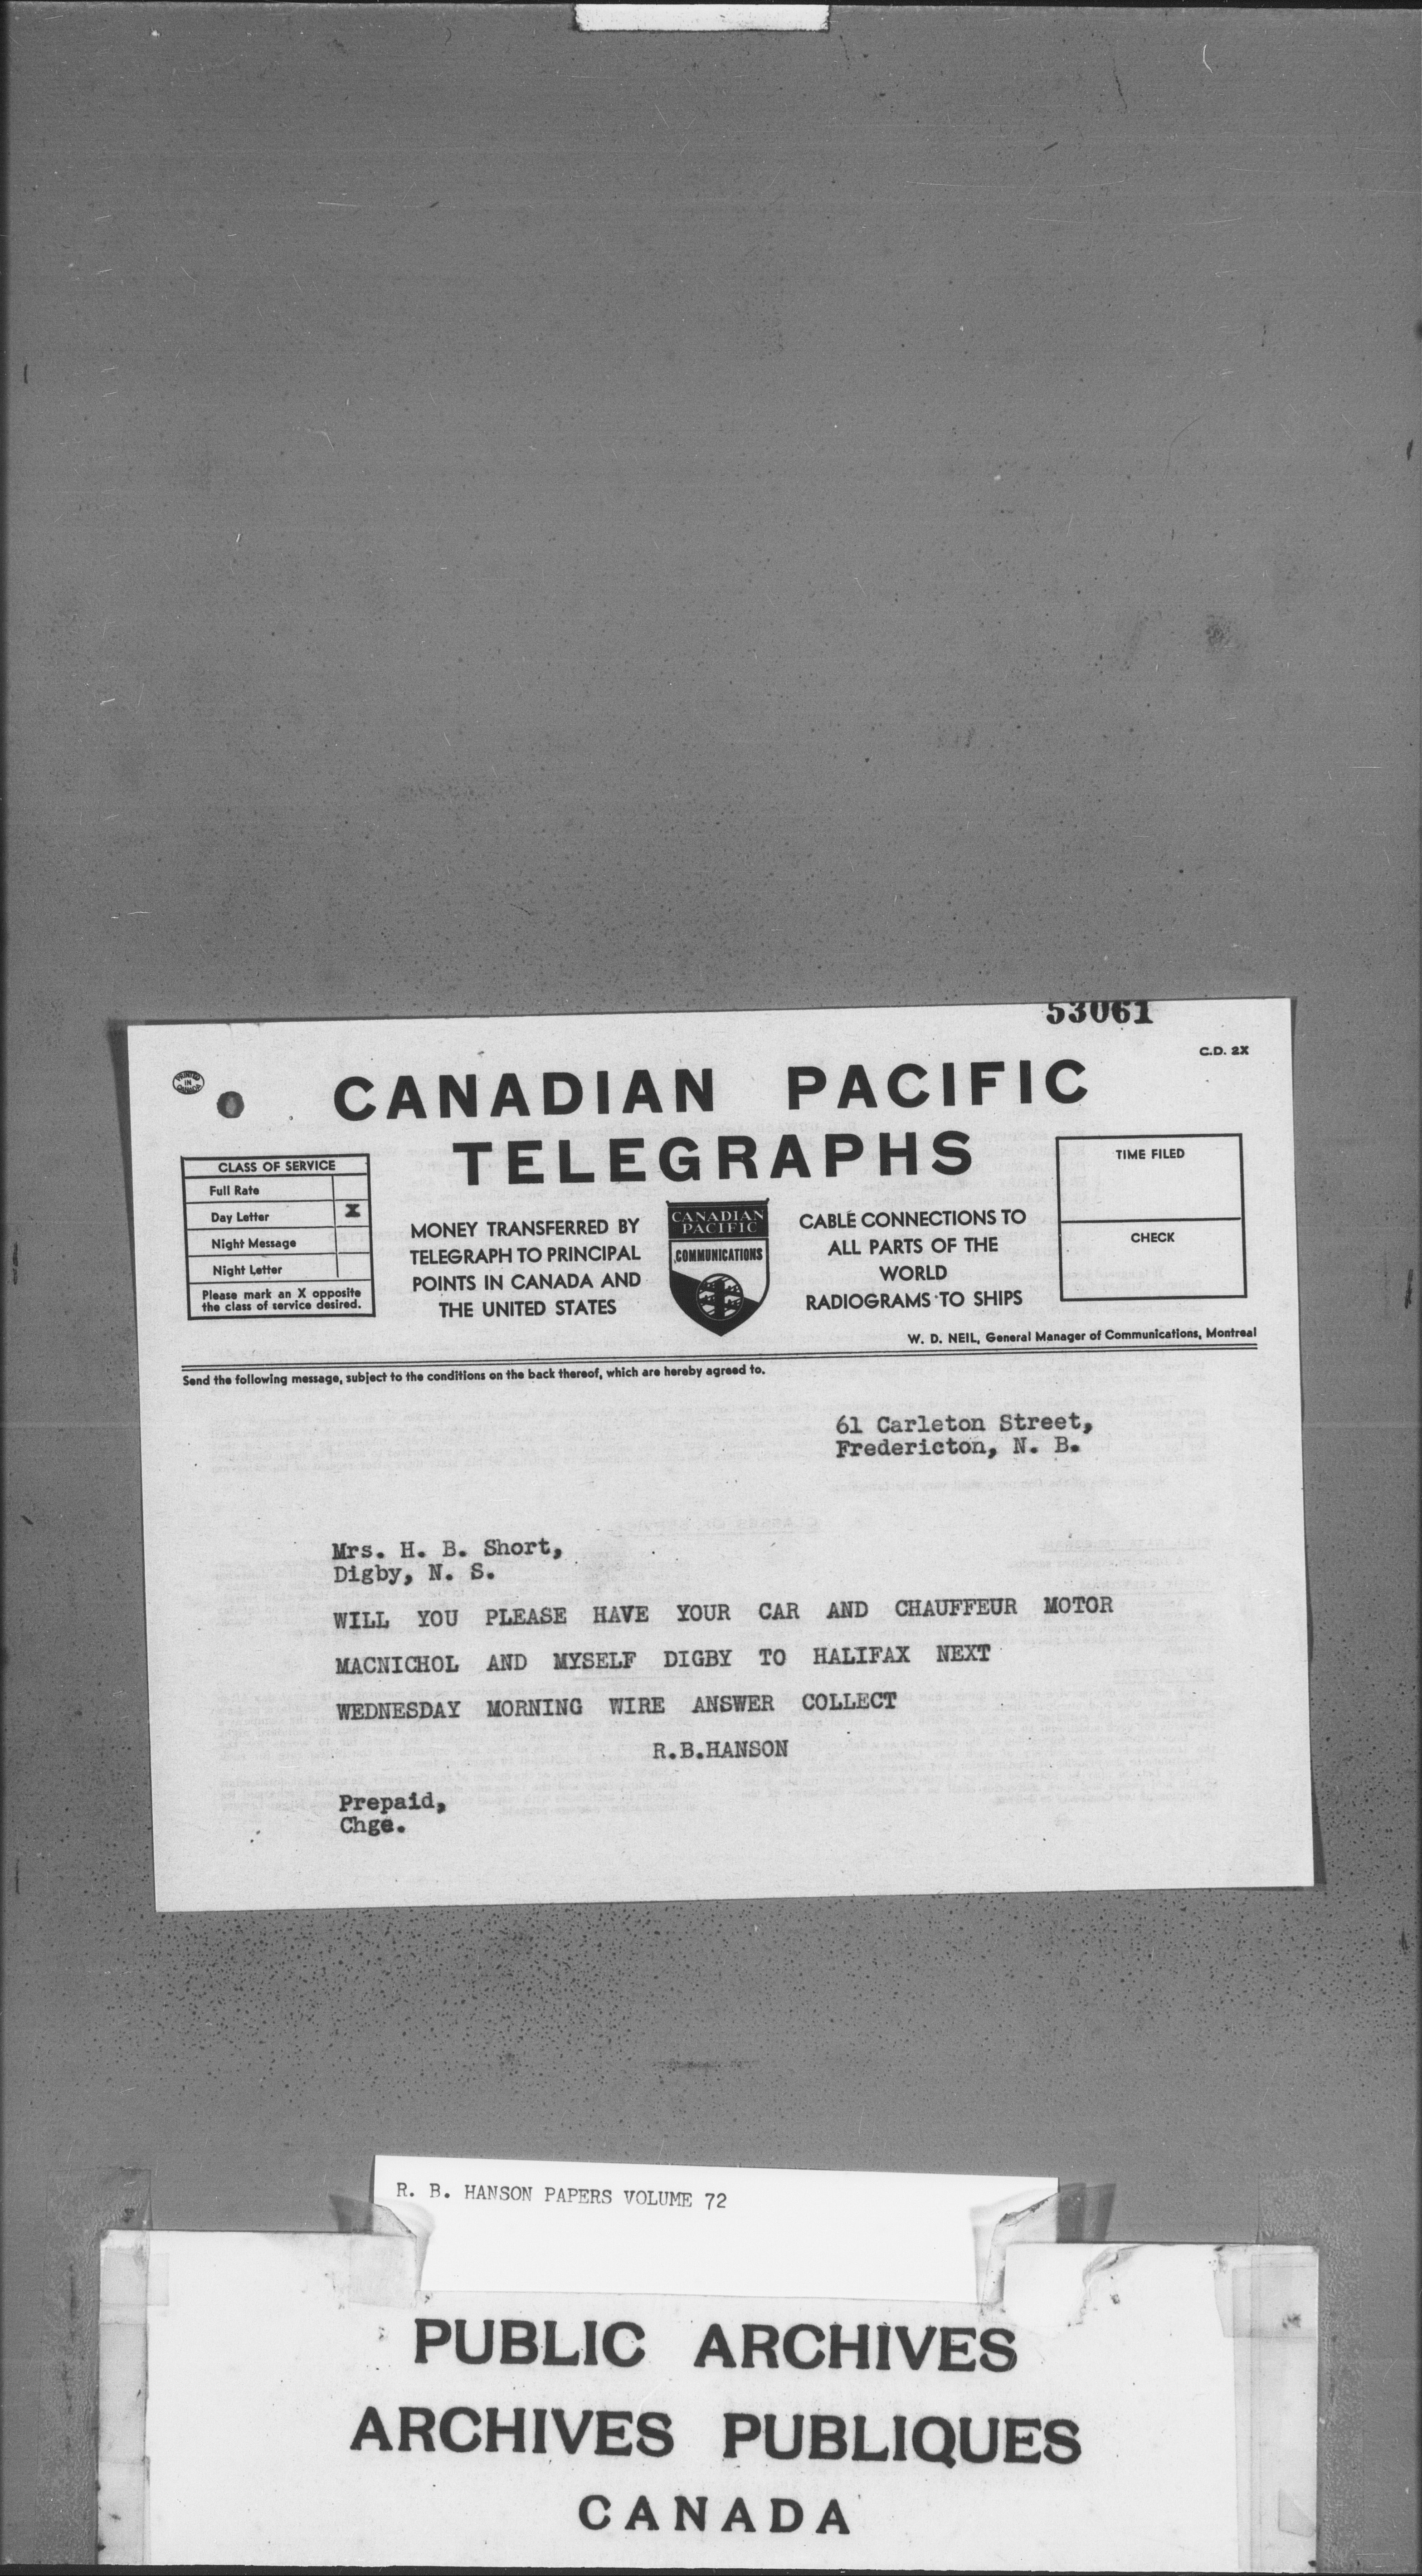 53061
C.D. 2X
PRINTED
IN
CANADA
CANADIAN PACIFIC
TELEGRAPHS
CLASS OF SERVICE
Full Rate
Day Letter X
Night Message
Night Letter
Please mark an X opposite
the class of service desired.
MONEY TRANSFERRED BY
TELEGRAPH TO PRINCIPAL
POINTS IN CANADA AND
THE UNITED STATES
CANADIAN
PACIFIC
COMMUNICATIONS
CABLE CONNECTIONS TO
ALL PARTS OF THE
WORLD
RADIOGRAMS TO SHIPS
TIME FILED
CHECK
W. D. NEIL, General Manager of Communications, Montreal
Send the following message, subject to the conditions on the back thereof, which are hereby agreed to.
61 Carleton Street,
Fredericton, N. B.
Mrs. H. B. Short,
Digby, N. S.
WILL YOU PLEASE HAVE YOUR CAR AND CHAUFFEUR MOTOR
MACNICHOL AND MYSELF DIGBY TO HALIFAX NEXT
WEDNESDAY MORNING WIRE ANSWER COLLECT
R.B.HANSON
Prepaid,
Chge.
R. B. HANSON PAPERS VOLUME 72
PUBLIC ARCHIVES
ARCHIVES PUBLIQUES
CANADA